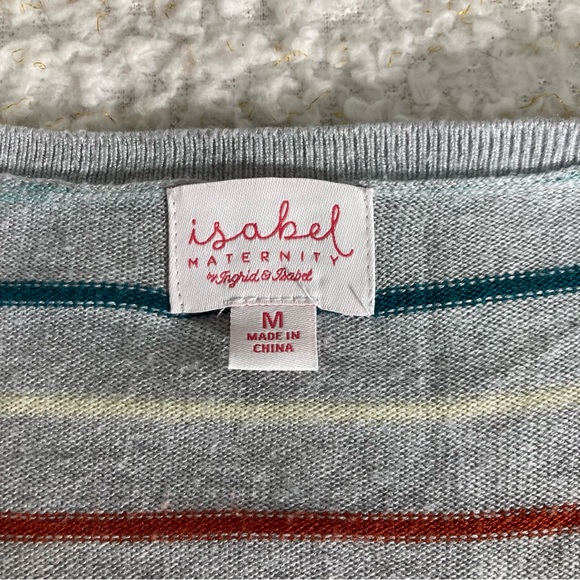 isabel
MATERNITY
by Ingrid & Isabel
M
MADE IN
CHINA